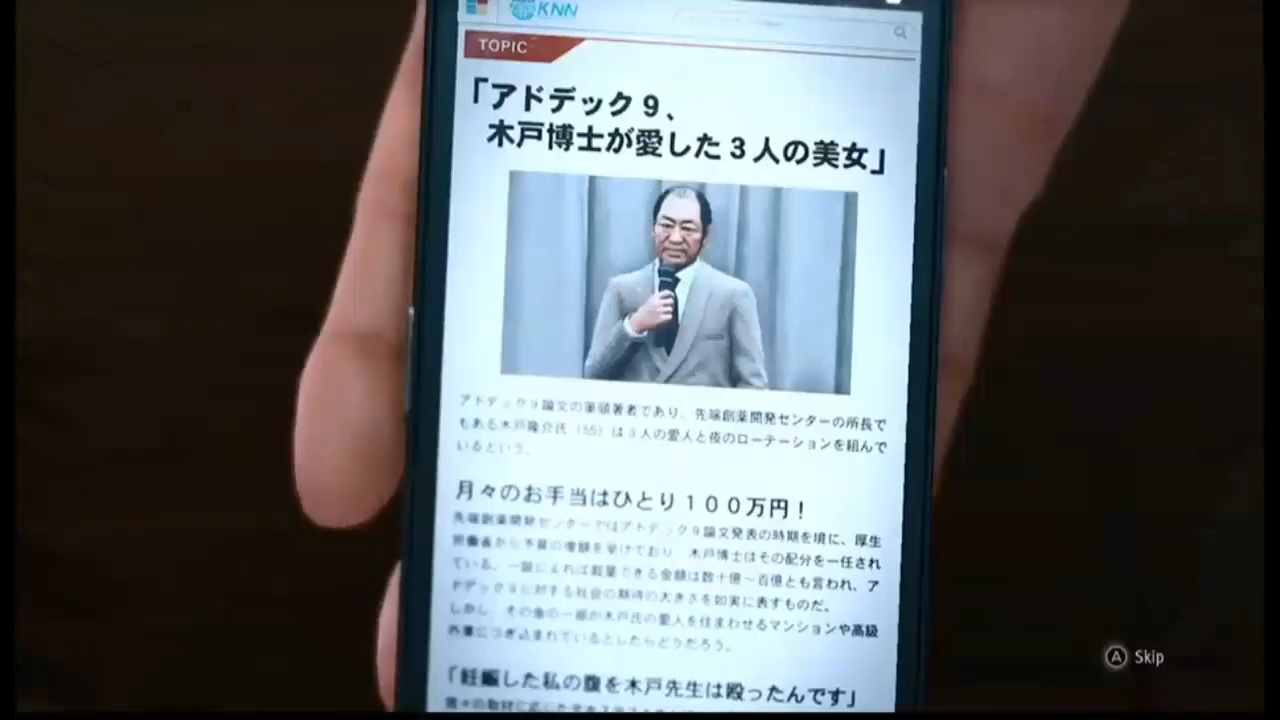 KNN
TOPIC
「アドデック9、
木戸博士が愛した3人の美女」
アドデック9論文の筆頭著者であり、先端創薬開発センターの所長で
もある木戸隆介氏(55)は3人の愛人と夜のローテーションを組んで
いるという。
月々のお手当はひとり100万円!
先端創薬開発センターではアドデック9論文発表の時期を境に、厚生
労働省から予算の増額を受けており 木戸博士はその配分を一任され
ている。一説によれば裁量できる金額は数十億～百億とも言われ、ア
ドデック9に対する社会の期待の大きさを如実に表すものだ。
しかし、その金の一部が木戸氏の愛人を住まわせるマンションや高級
外車につぎ込まれているとしたらどうだろう。
「妊娠した私の腹を木戸先生は殴ったんです」
A Skip